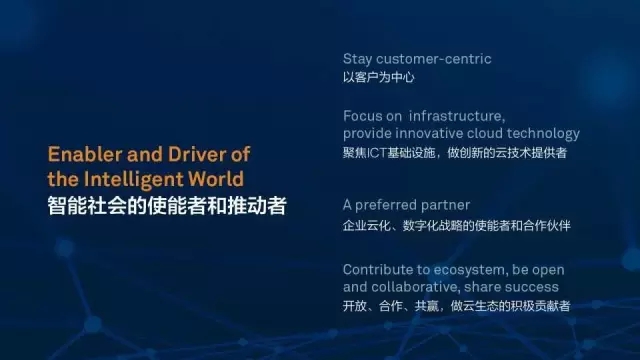 Enabler and Driver of
the Intelligent World
智能社会的使能者和推动者
Stay customer-centric
以客户为中心
Focus on infrastructure,
provide innovative cloud technology
聚焦ICT基础设施，做创新的云技术提供者
A preferred partner
企业云化、数字化战略的使能者和合作伙伴
Contribute to ecosystem, be open
and collaborative, share success
开放、合作、共赢，做云生态的积极贡献者